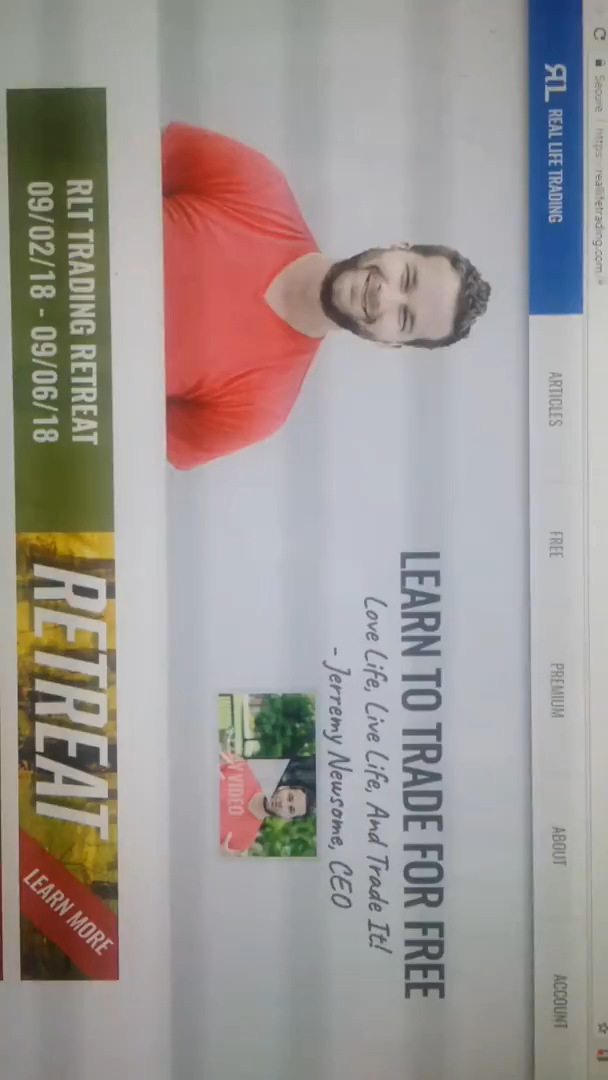 Secure | https: reallifetrading.com
RL REAL LIFE TRADING
ARTICLES
FREE
PREMIUM
ABOUT
ACCOUNT
LEARN TO TRADE FOR FREE
Love Life, Live Life, And Trade It!
- Jerremy Newsome, CEO
VIDEO
RLT TRADING RETREAT
09/02/18 - 09/06/18
RETREAT
LEARN MORE